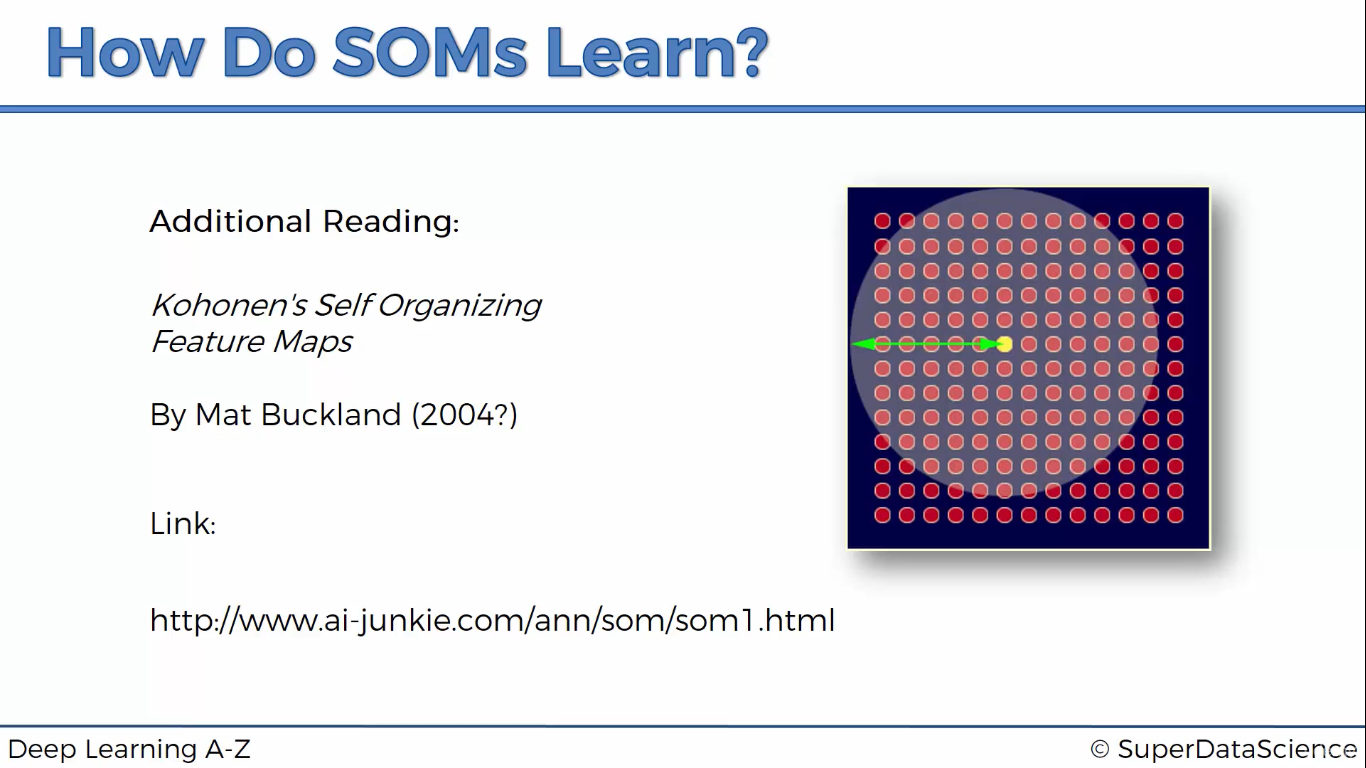 How Do SOMs Learn?
Additional Reading:
Kohonen's Self Organizing
Feature Maps
By Mat Buckland (2004?)
Link:
http://www.ai-junkie.com/ann/som/som1.html
Deep Learning A-Z
© SuperDataScience